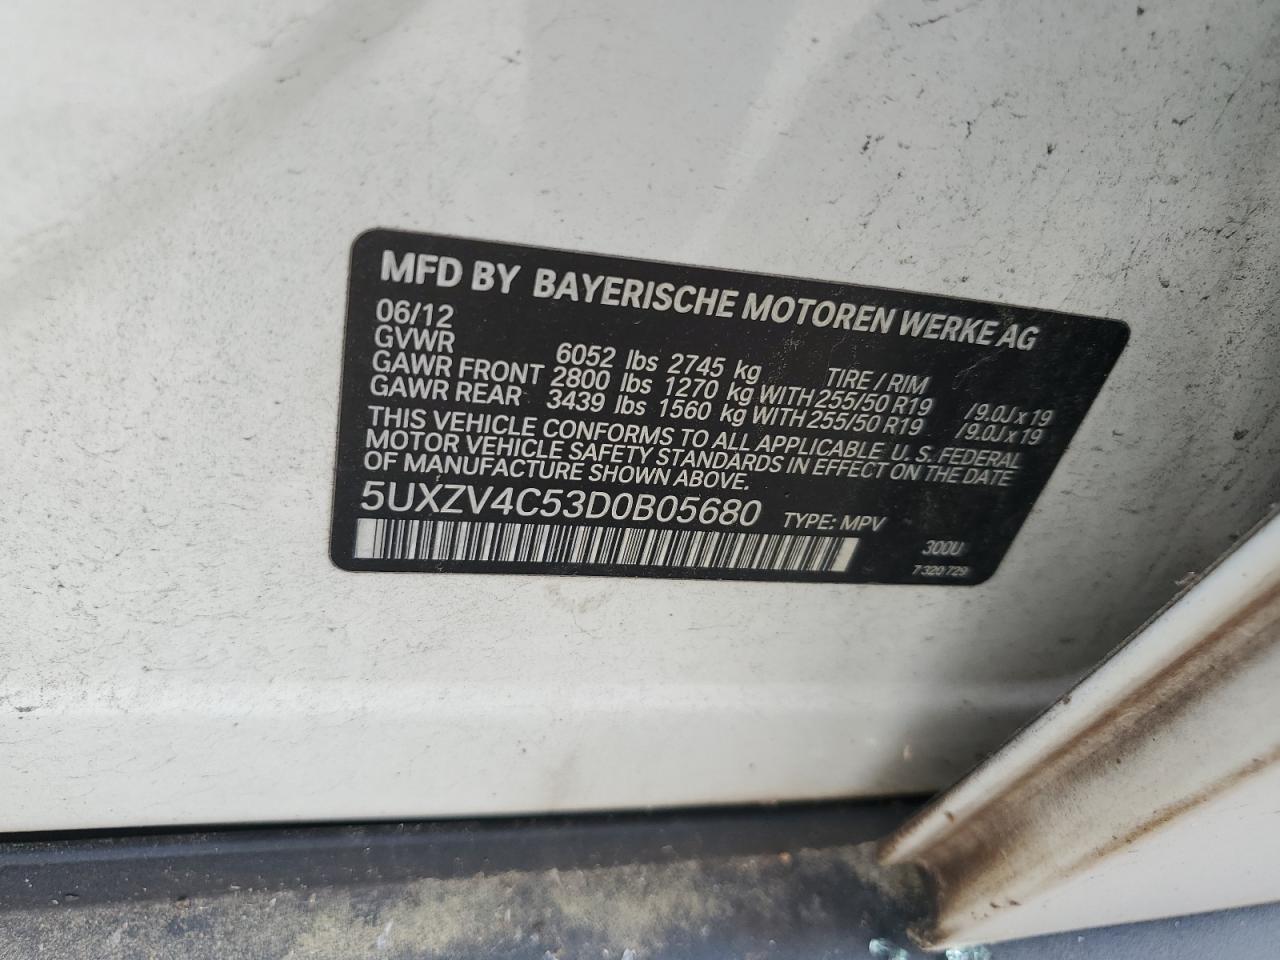 MFD BY BAYERISCHE MOTOREN WERKE AG
06/12
GVWR 6052 lbs 2745 kg TIRE / RIM
GAWR FRONT 2800 lbs 1270 kg WITH 255/50 R19 /9.0J x 19
GAWR REAR 3439 lbs 1560 kg WITH 255/50 R19 /9.0J x 19
THIS VEHICLE CONFORMS TO ALL APPLICABLE U. S. FEDERAL
MOTOR VEHICLE SAFETY STANDARDS IN EFFECT ON THE DATE
OF MANUFACTURE SHOWN ABOVE.
5UXZV4C53D0B05680 TYPE: MPV
300U
7320729